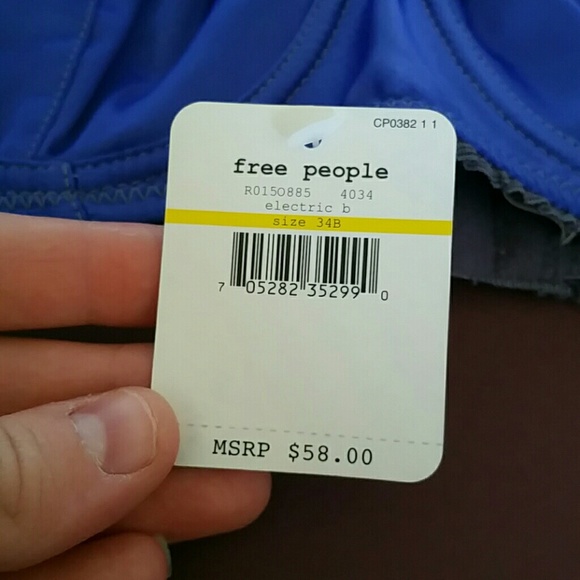 CP0382 1 1
free people
R0150885 4034
electric b
size 34B
7 05282 35299 0
MSRP $58.00